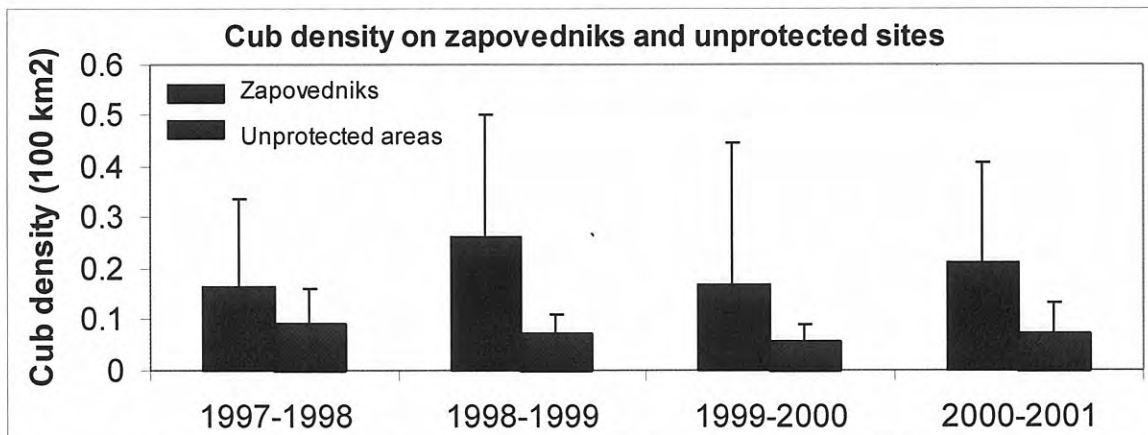 Cub density on zapovedniks and unprotected sites
Cub density (100 km2)
0.6
0.5
0.4
0.3
0.2
0.1
0
Zapovedniks
Unprotected areas
1997-1998
1998-1999
1999-2000
2000-2001